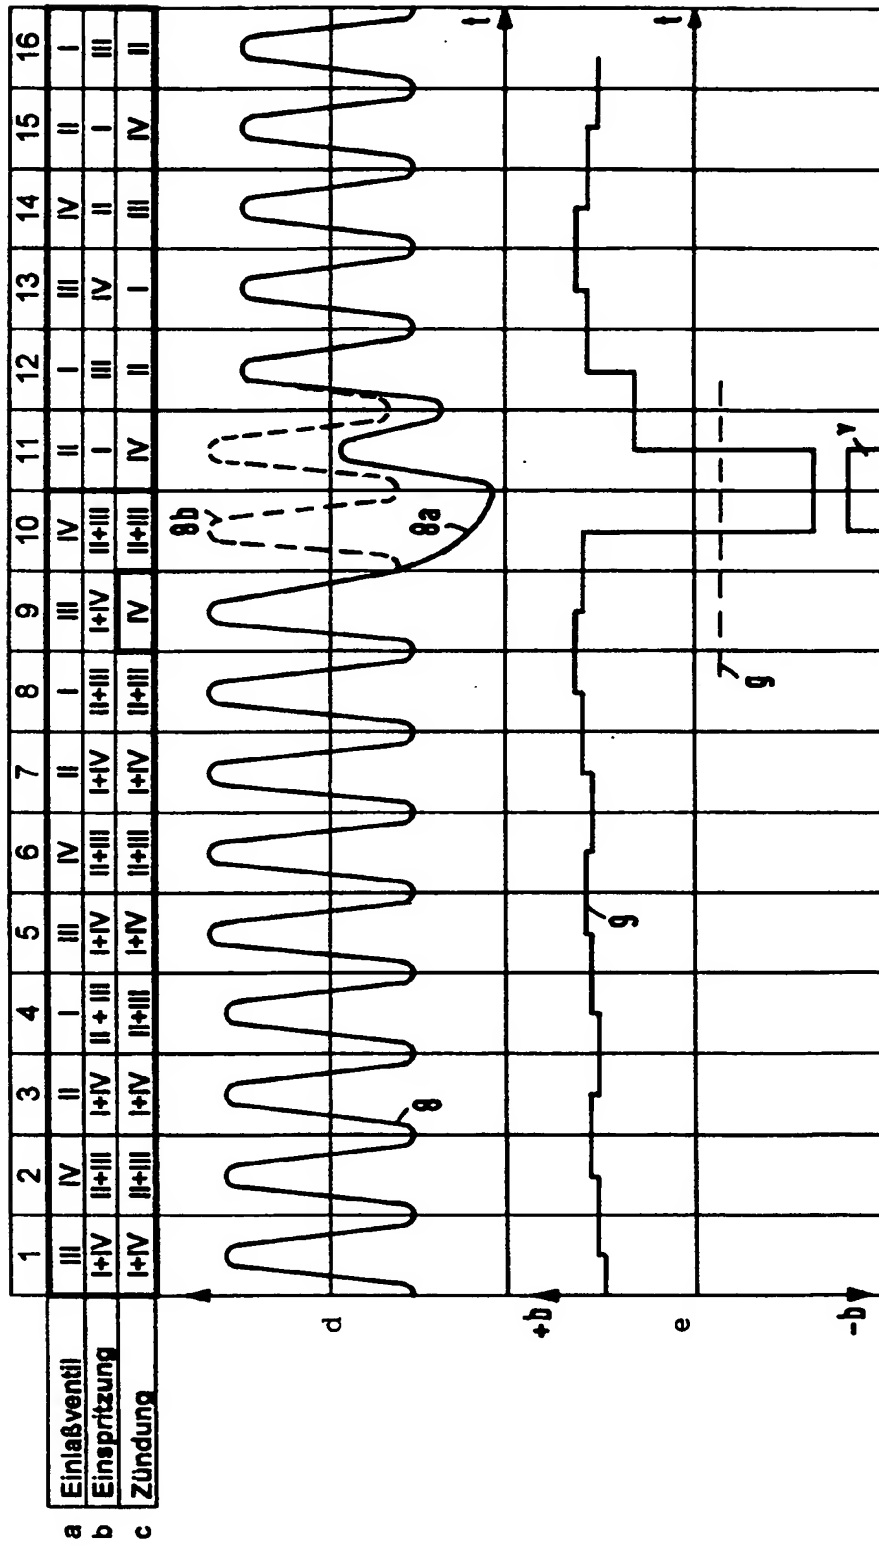 1 2 3 4 5 6 7 8 9 10 11 12 13 14 15 16
a Einlaßventil III IV II I III IV II I III IV II I III IV II I
b Einspritzung I+IV II+III I+IV II + III I+IV II+III I+IV II+III I+IV II+III I III IV II I III
c Zündung I+IV II+III I+IV II+III I+IV II+III I+IV II+III IV II+III IV II I III IV II
8b
d
8 8a
t
+b
9
e t
9
-b v